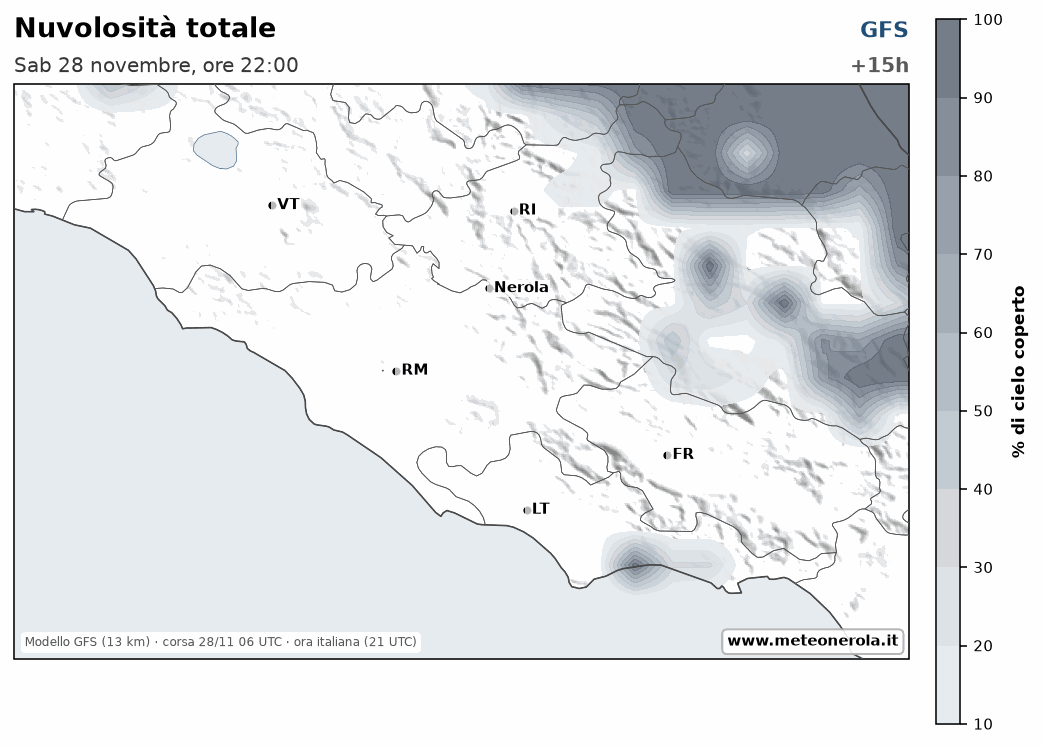 Nuvolosità totale
GFS
Sab 28 novembre, ore 22:00
+15h
VT
RI
Nerola
RM
FR
LT
Modello GFS (13 km) · corsa 28/11 06 UTC · ora italiana (21 UTC)
www.meteonerola.it
100
90
80
70
60
50
40
30
20
10
% di cielo coperto